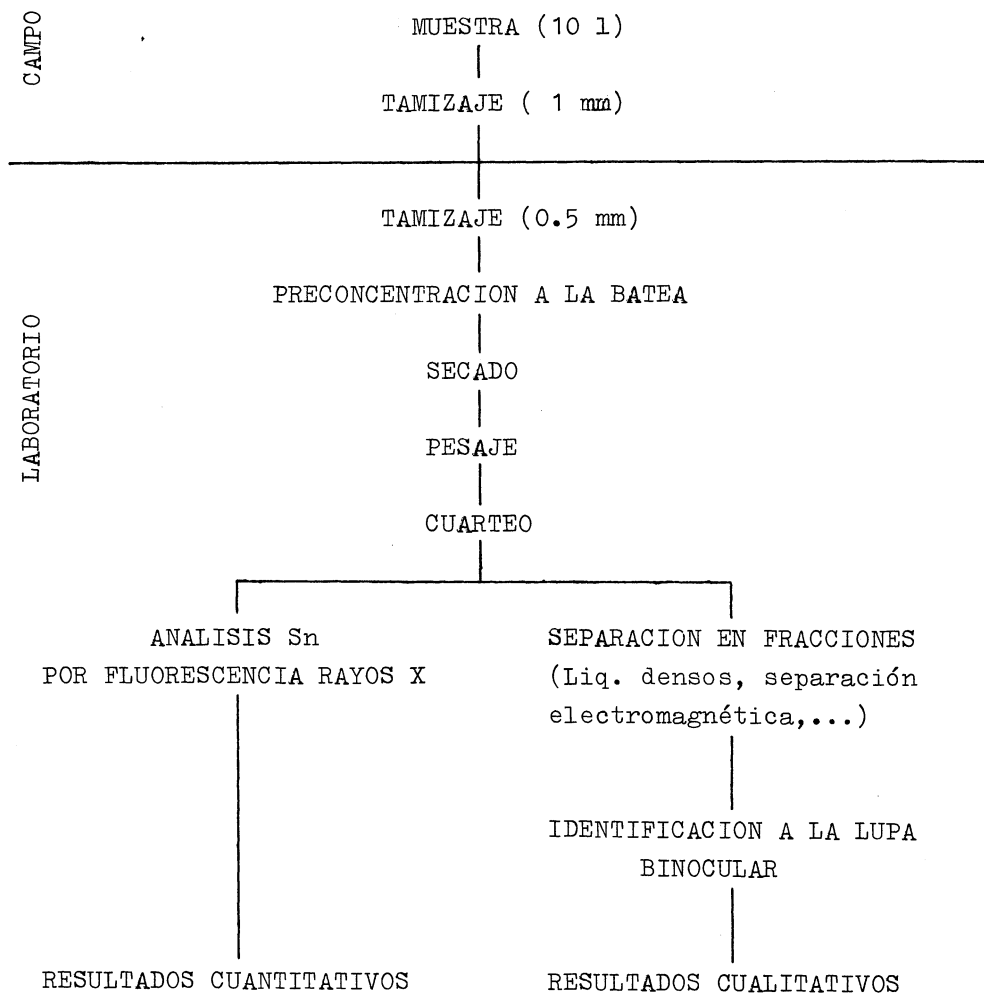 CAMPO
MUESTRA (10 l)
TAMIZAJE ( 1 mm)
LABORATORIO
TAMIZAJE (0.5 mm)
PRECONCENTRACION A LA BATEA
SECADO
PESAJE
CUARTEO
ANALISIS Sn
POR FLUORESCENCIA RAYOS X
RESULTADOS CUANTITATIVOS
SEPARACION EN FRACCIONES
(Liq. densos, separación
electromagnética,...)
IDENTIFICACION A LA LUPA
BINOCULAR
RESULTADOS CUALITATIVOS